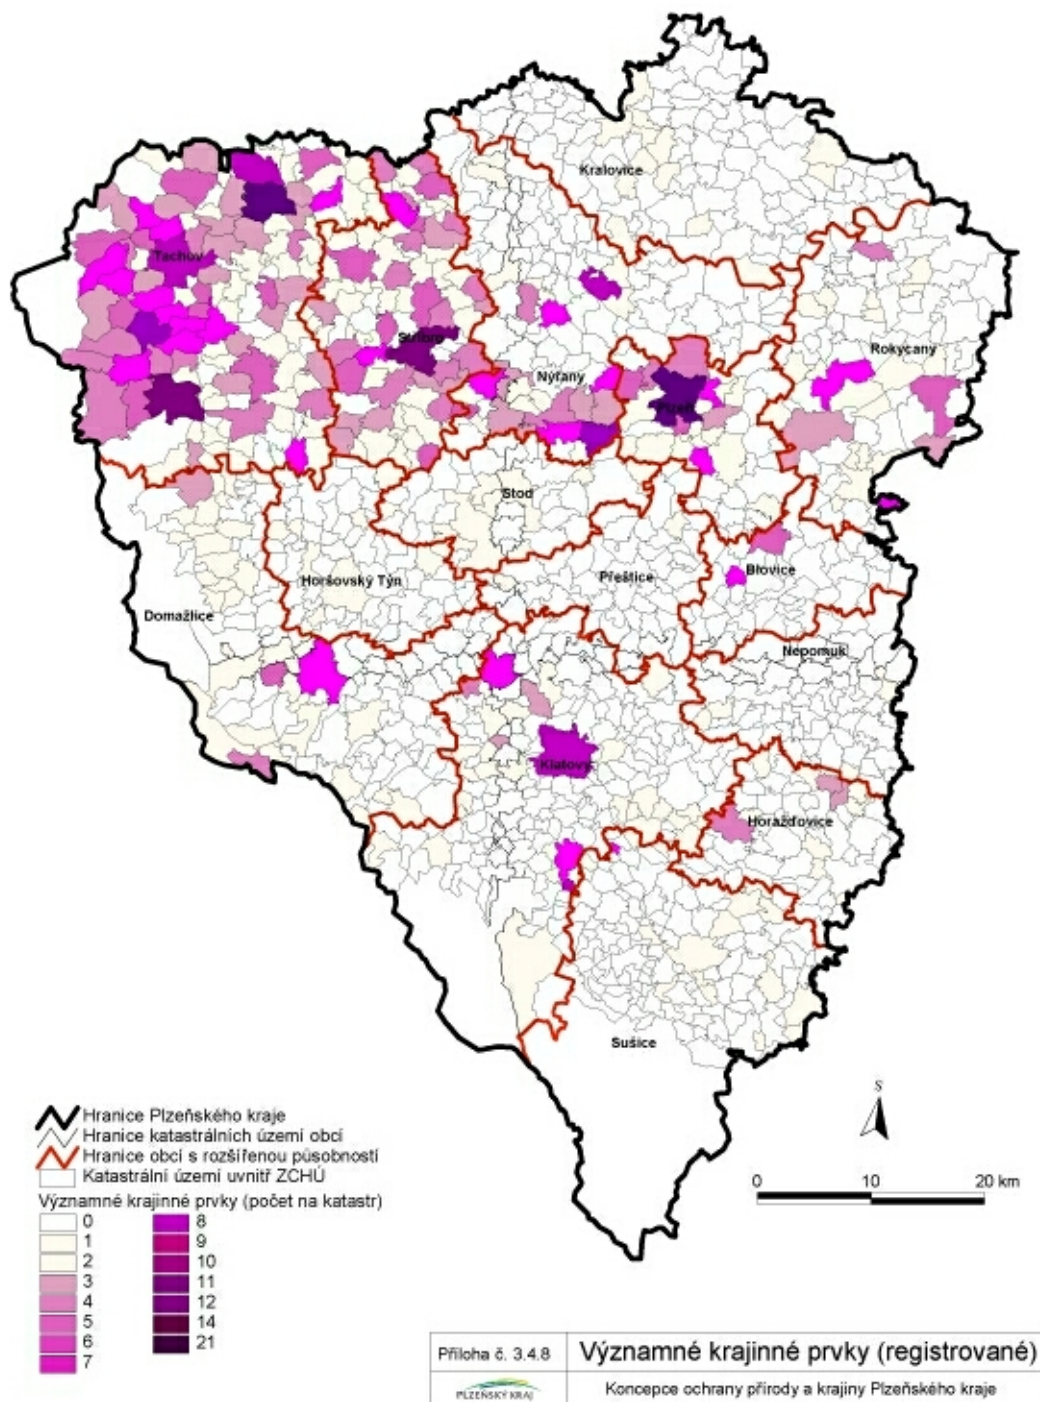 Kralovice
Tachov
Stříbro
Rokycany
Nýřany
Plzeň
Stod
Horšovský Týn
Přeštice
Blovice
Domažlice
Nepomuk
Klatovy
Horažďovice
Sušice
S
0 10 20 km
Hranice Plzeňského kraje
Hranice katastrálních území obcí
Hranice obcí s rozšířenou působností
Katastrální území uvnitř ZCHÚ
Významné krajinné prvky (počet na katastr)
0 8
1 9
2 10
3 11
4 12
5 14
6 21
7
Příloha č. 3.4.8
Významné krajinné prvky (registrované)
PLZEŇSKÝ KRAJ
Koncepce ochrany přírody a krajiny Plzeňského kraje